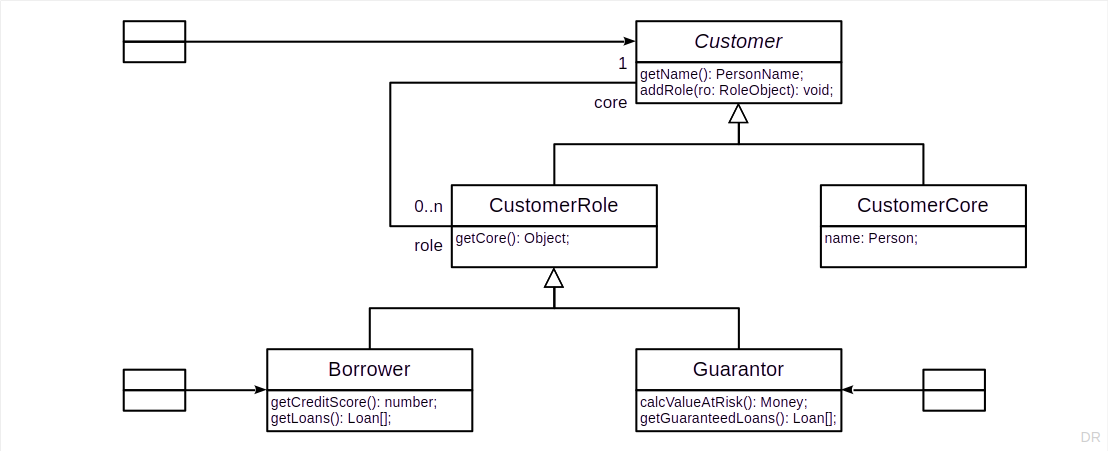 Customer
1
getName(): PersonName;
addRole(ro: RoleObject): void;
core
0..n
CustomerRole
CustomerCore
role
getCore(): Object;
name: Person;
Borrower
Guarantor
getCreditScore(): number;
getLoans(): Loan[];
calcValueAtRisk(): Money;
getGuaranteedLoans(): Loan[];
DR